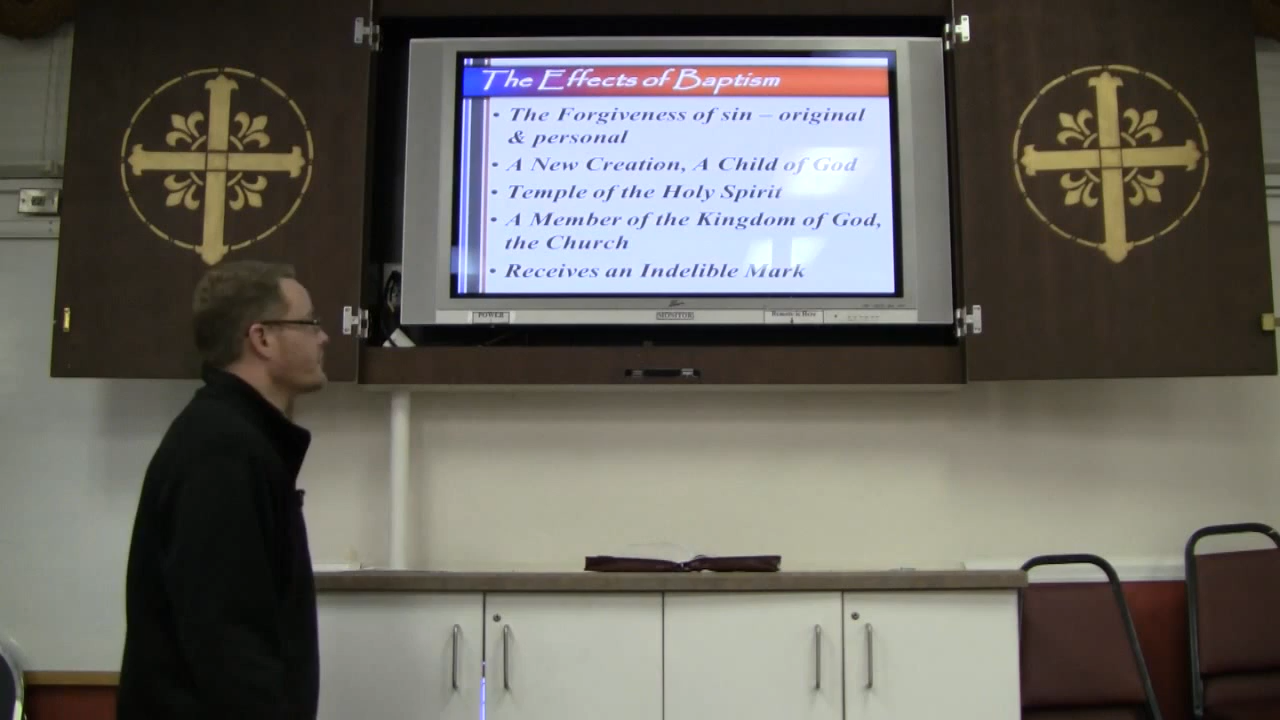 The Effects of Baptism
• The Forgiveness of sin – original
& personal
• A New Creation, A Child of God
• Temple of the Holy Spirit
• A Member of the Kingdom of God,
the Church
• Receives an Indelible Mark
POWER
MONITOR
Remote is Here